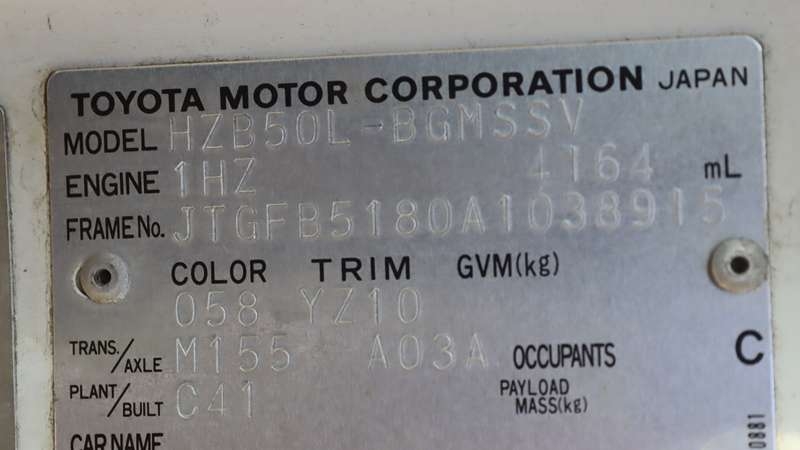 TOYOTA MOTOR CORPORATION JAPAN
MODEL HZB50L-BGMSSV
ENGINE 1HZ 4164 mL
FRAME No. JTGFB5180A1038915
COLOR TRIM GVM(kg)
058 YZ10
TRANS./AXLE M155 A03A OCCUPANTS C
PLANT/BUILT C41 PAYLOAD MASS(kg)
CAR NAME
0881